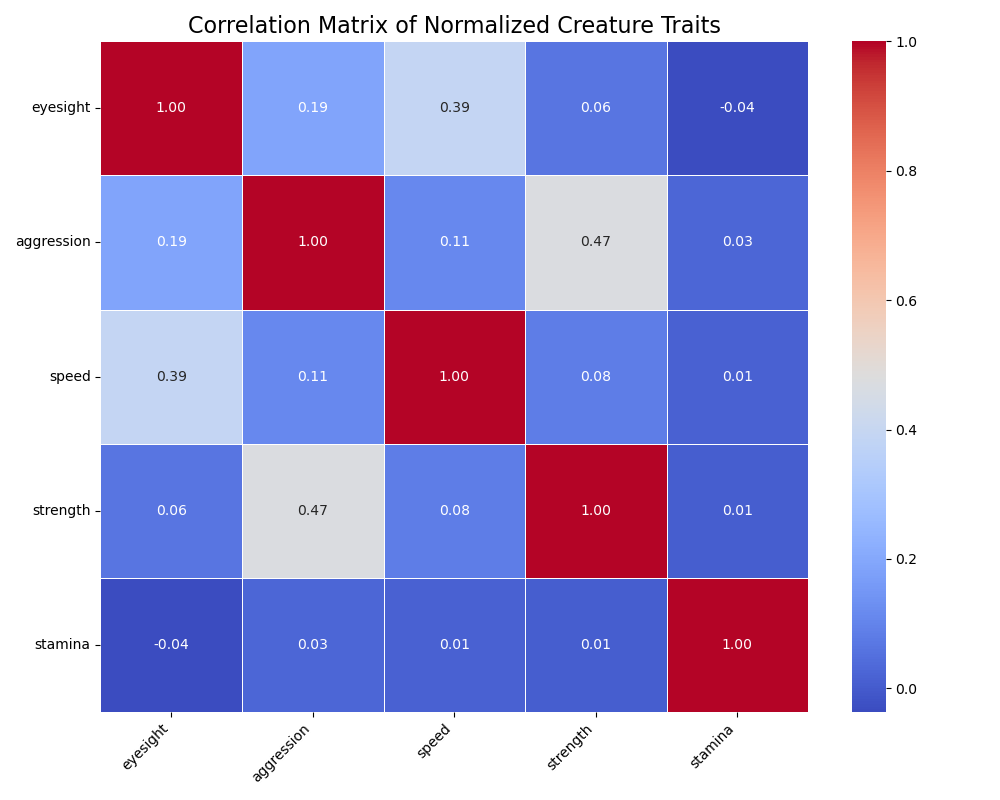 Correlation Matrix of Normalized Creature Traits
eyesight 1.00 0.19 0.39 0.06 -0.04
aggression 0.19 1.00 0.11 0.47 0.03
speed 0.39 0.11 1.00 0.08 0.01
strength 0.06 0.47 0.08 1.00 0.01
stamina -0.04 0.03 0.01 0.01 1.00
eyesight aggression speed strength stamina
1.0
0.8
0.6
0.4
0.2
0.0